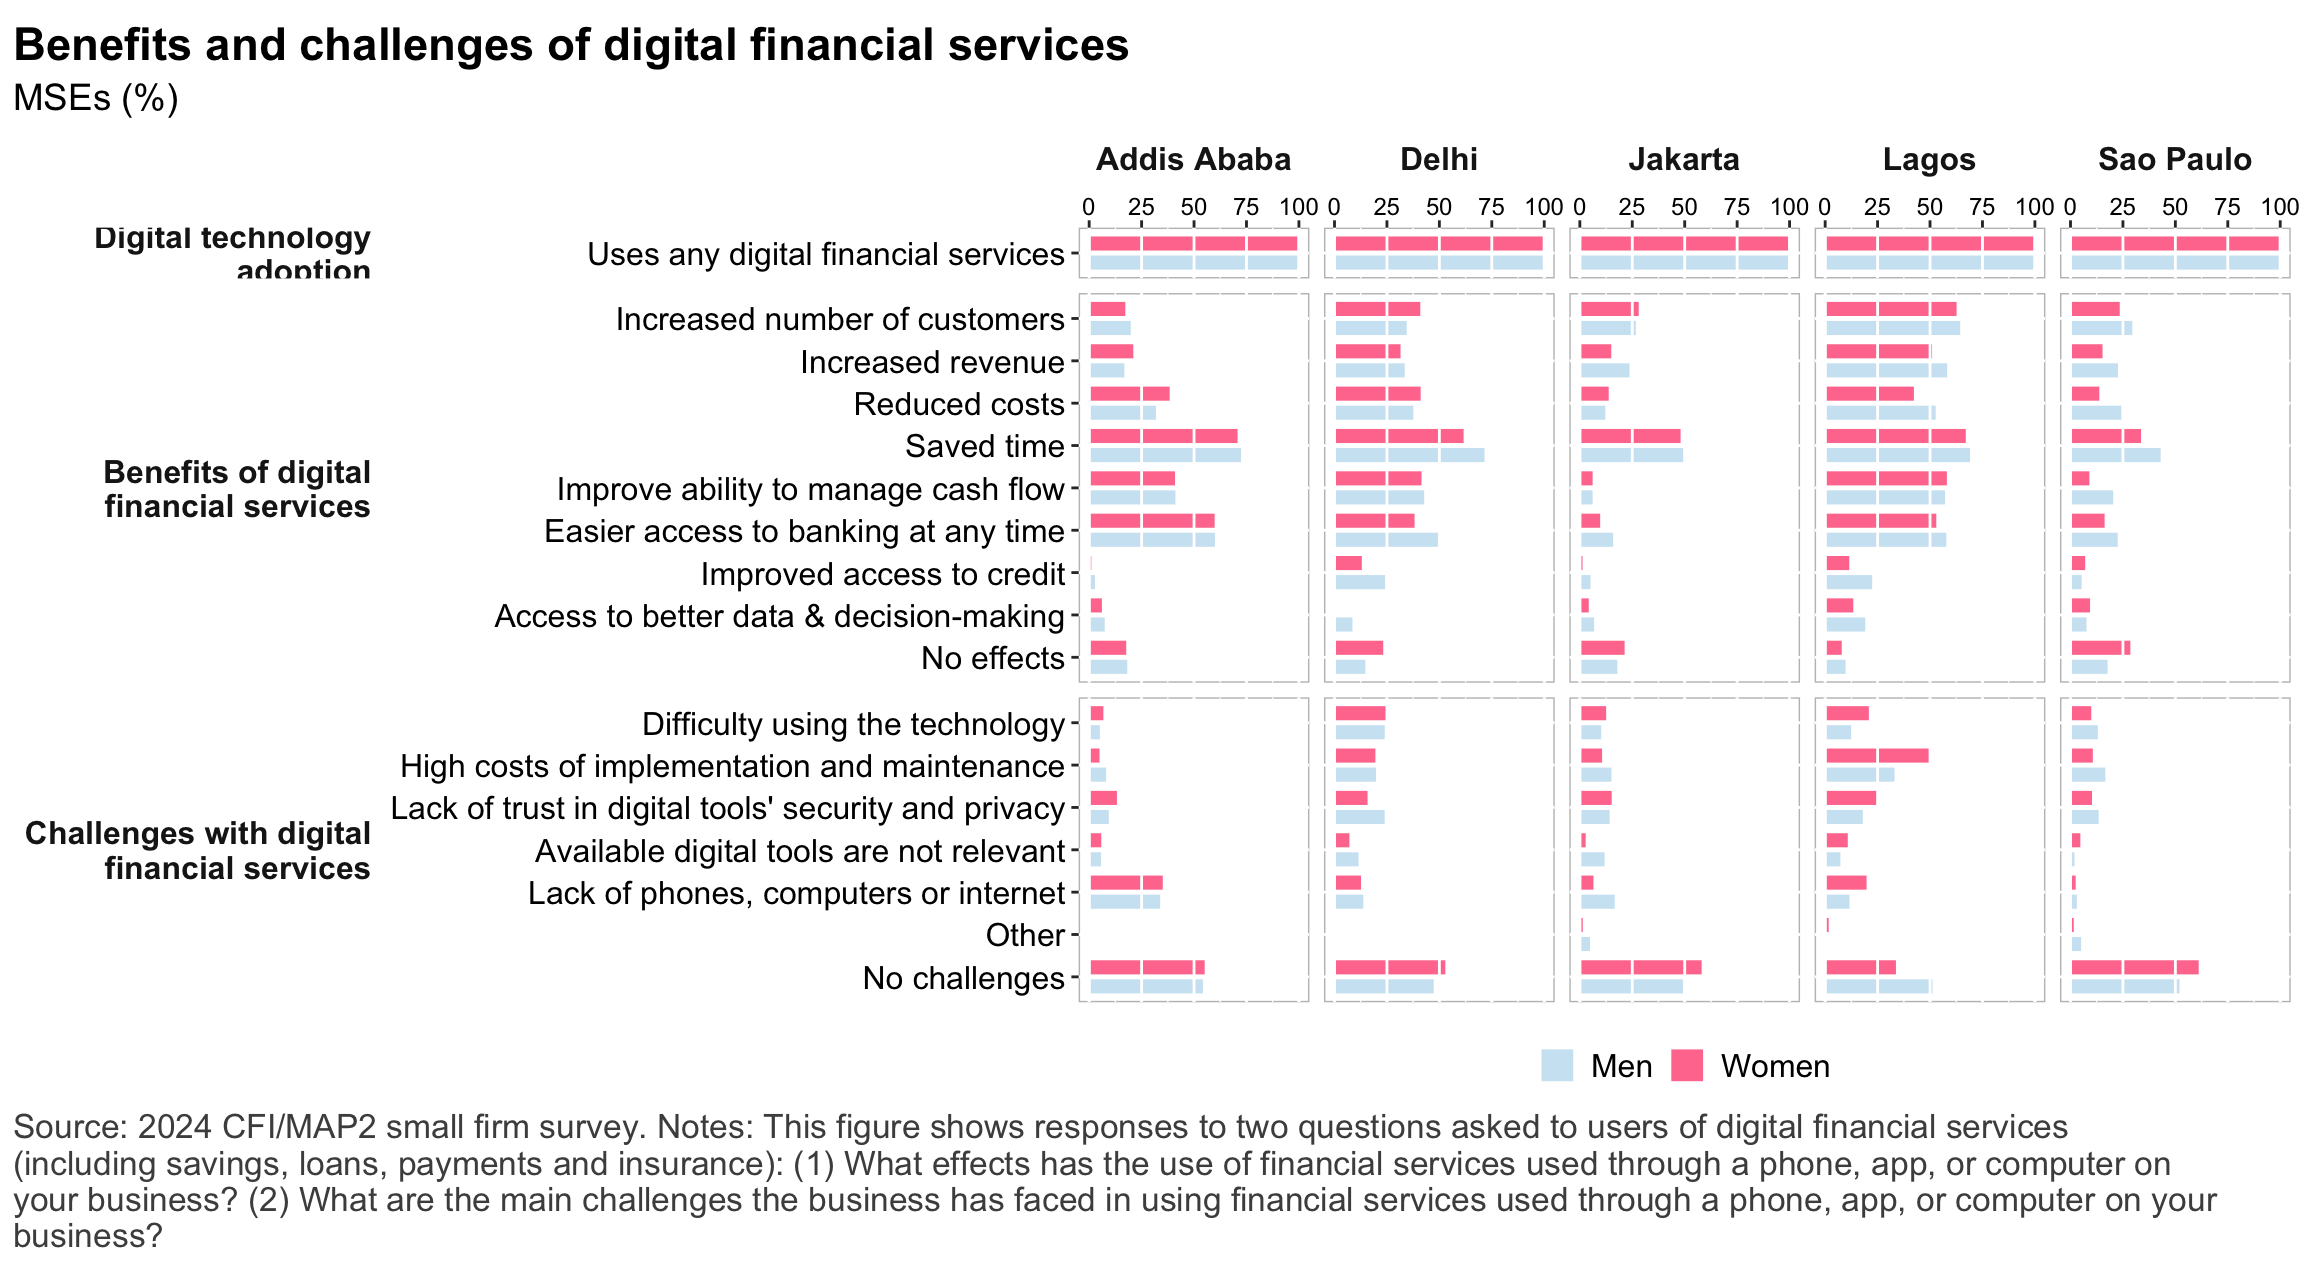 Benefits and challenges of digital financial services
MSEs (%)
Addis Ababa Delhi Jakarta Lagos Sao Paulo
0 25 50 75 100 0 25 50 75 100 0 25 50 75 100 0 25 50 75 100 0 25 50 75 100
Digital technology
adoption
Uses any digital financial services
Benefits of digital
financial services
Increased number of customers
Increased revenue
Reduced costs
Saved time
Improve ability to manage cash flow
Easier access to banking at any time
Improved access to credit
Access to better data & decision-making
No effects
Challenges with digital
financial services
Difficulty using the technology
High costs of implementation and maintenance
Lack of trust in digital tools' security and privacy
Available digital tools are not relevant
Lack of phones, computers or internet
Other
No challenges
Men Women
Source: 2024 CFI/MAP2 small firm survey. Notes: This figure shows responses to two questions asked to users of digital financial services
(including savings, loans, payments and insurance): (1) What effects has the use of financial services used through a phone, app, or computer on
your business? (2) What are the main challenges the business has faced in using financial services used through a phone, app, or computer on your
business?